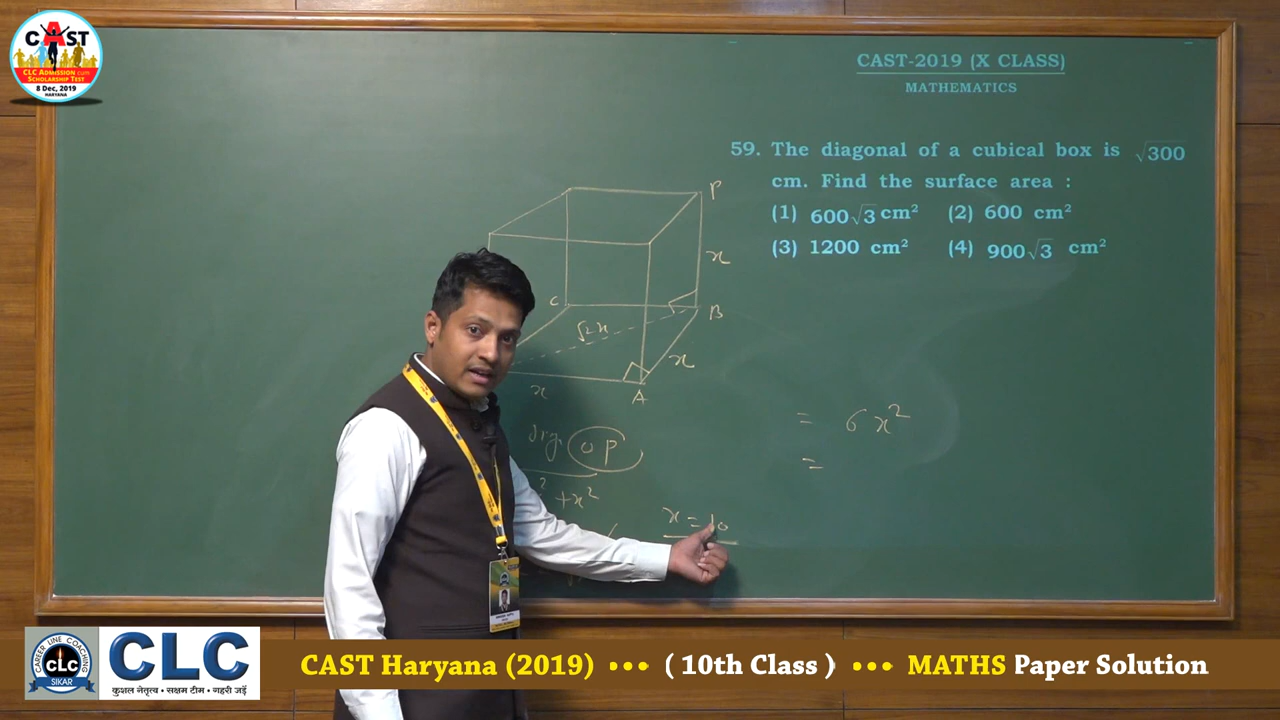 CAST
CLC ADMISSION cum
SCHOLARSHIP TEST
8 Dec, 2019
HARYANA
CAST-2019 (X CLASS)
MATHEMATICS
59. The diagonal of a cubical box is √300
cm. Find the surface area :
(1) 600√3 cm² (2) 600 cm²
(3) 1200 cm² (4) 900√3 cm²
P
x
C
B
√2x
x
x
A
OP
+x²
x = 10
= 6x²
=
CAREER LINE COACHING
CLC
SIKAR
CLC
कुशल नेतृत्व • सक्षम टीम • गहरी जड़ें
CAST Haryana (2019) ••• ( 10th Class ) ••• MATHS Paper Solution